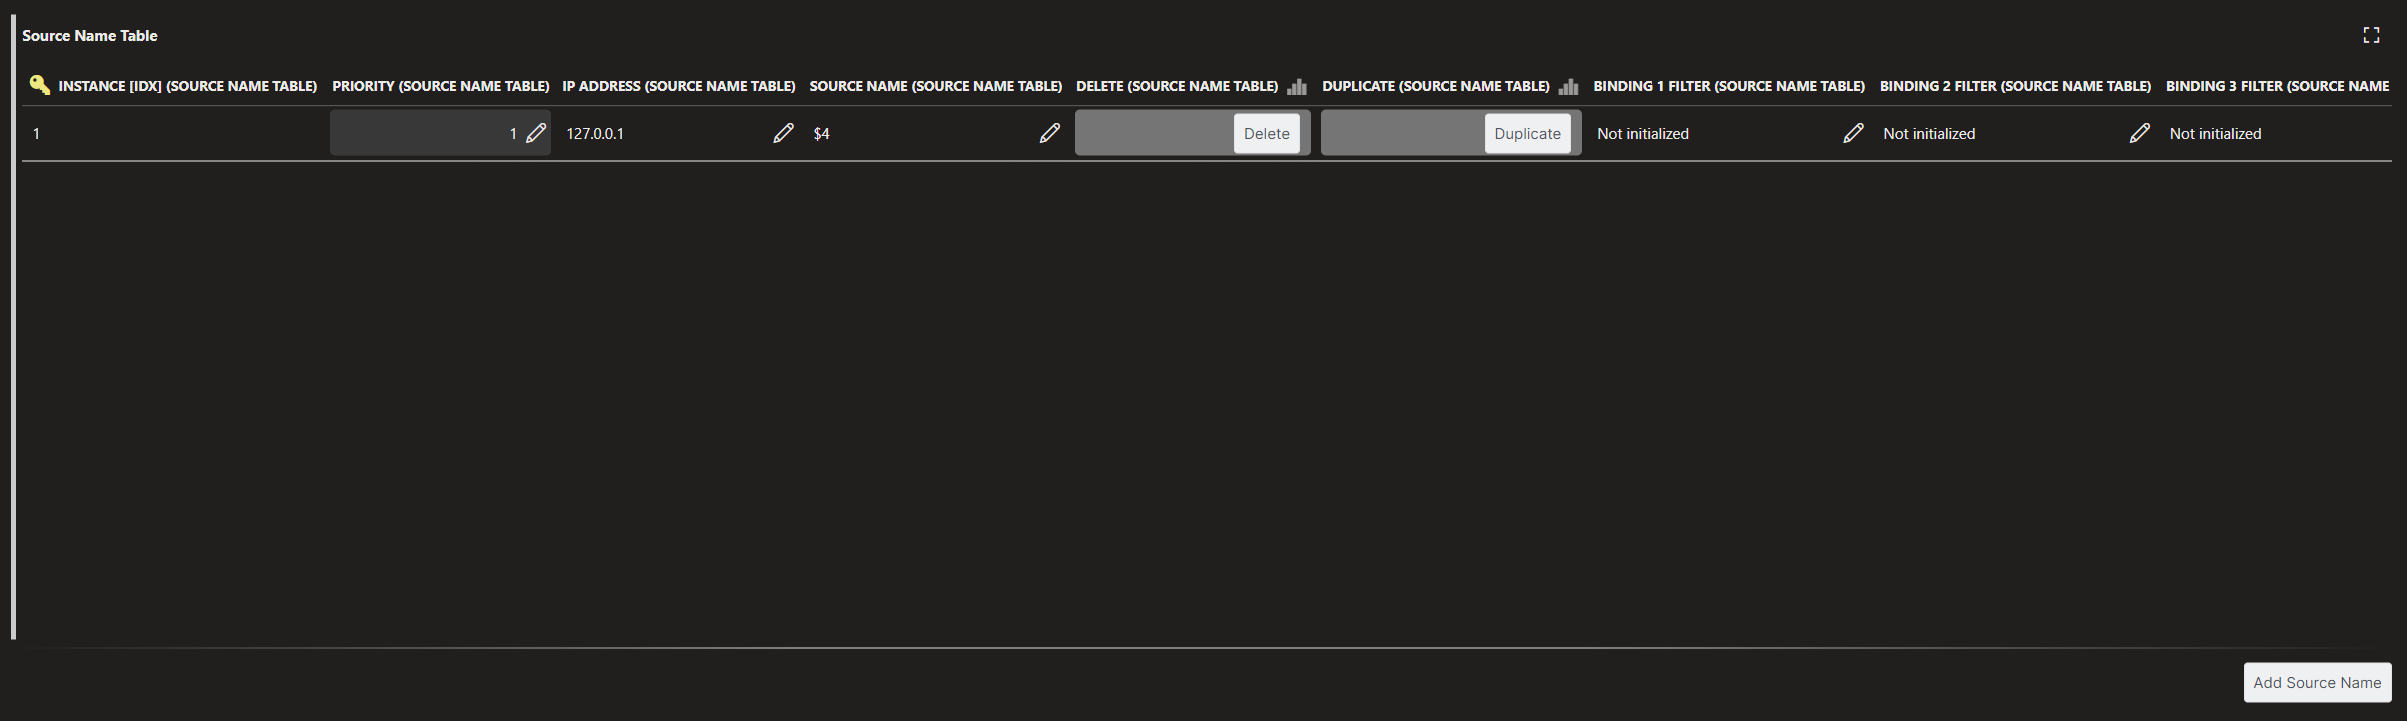 Source Name Table
INSTANCE [IDX] (SOURCE NAME TABLE) PRIORITY (SOURCE NAME TABLE) IP ADDRESS (SOURCE NAME TABLE) SOURCE NAME (SOURCE NAME TABLE) DELETE (SOURCE NAME TABLE) DUPLICATE (SOURCE NAME TABLE) BINDING 1 FILTER (SOURCE NAME TABLE) BINDING 2 FILTER (SOURCE NAME TABLE) BINDING 3 FILTER (SOURCE NAME
1 1 127.0.0.1 $4 Delete Duplicate Not initialized Not initialized Not initialized
Add Source Name